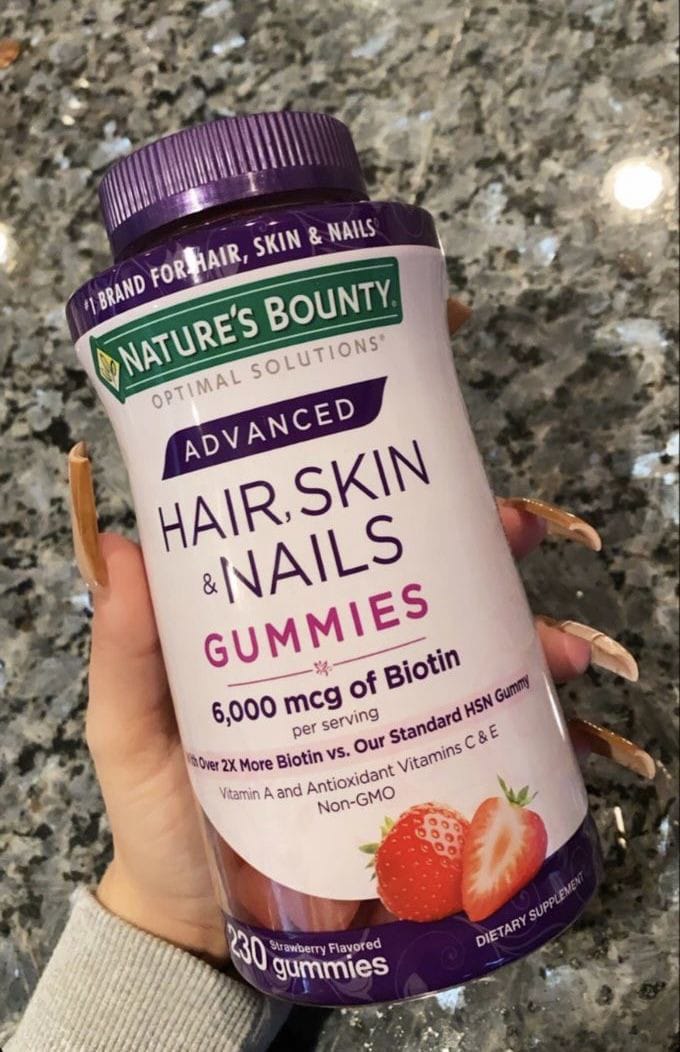 #1 BRAND FOR HAIR, SKIN & NAILS
NATURE'S BOUNTY®
OPTIMAL SOLUTIONS®
ADVANCED
HAIR, SKIN
& NAILS
GUMMIES
6,000 mcg of Biotin
per serving
Over 2X More Biotin vs. Our Standard HSN Gummy
Vitamin A and Antioxidant Vitamins C & E
Non-GMO
Strawberry Flavored
230 gummies
DIETARY SUPPLEMENT